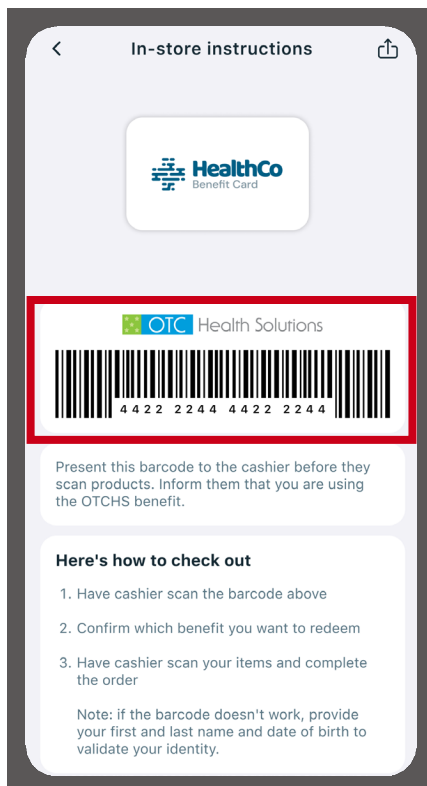 In-store instructions
HealthCo
Benefit Card
OTC Health Solutions
4422 2244 4422 2244
Present this barcode to the cashier before they
scan products. Inform them that you are using
the OTCHS benefit.
Here's how to check out
1. Have cashier scan the barcode above
2. Confirm which benefit you want to redeem
3. Have cashier scan your items and complete
the order
Note: if the barcode doesn't work, provide
your first and last name and date of birth to
validate your identity.